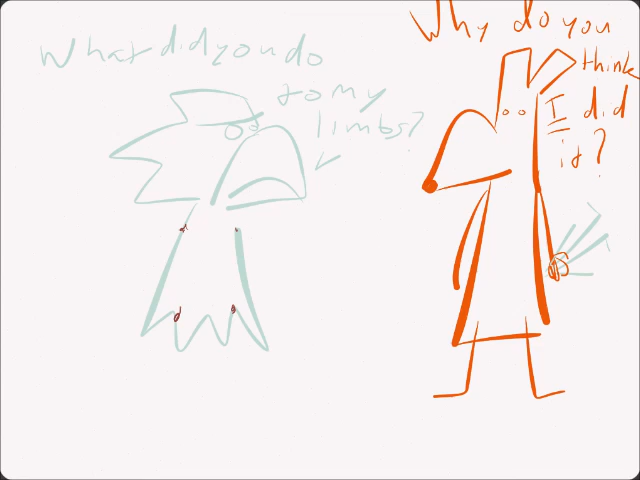 What did you do
to my
limbs?
Why do you
think
I did
it?